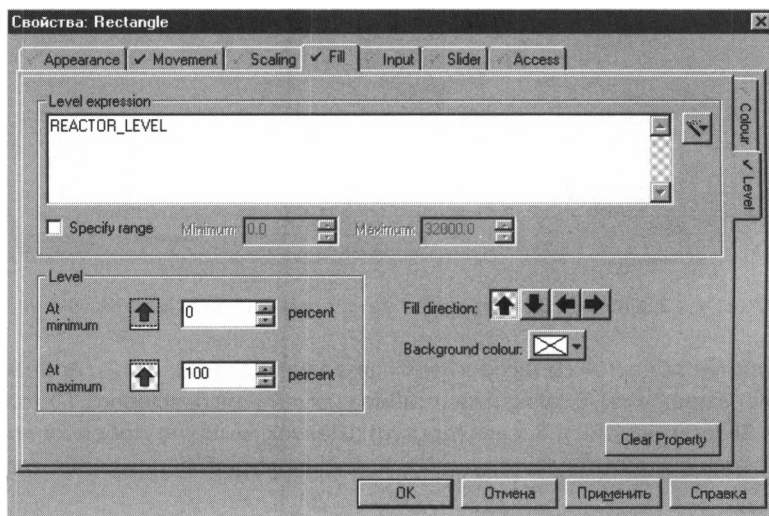 Свойства: Rectangle
Appearance Movement Scaling Fill Input Slider Access
Level expression
REACTOR_LEVEL
Colour
Level
Specify range Minimum: 0.0 Maximum: 32000.0
Level
At minimum 0 percent
At maximum 100 percent
Fill direction:
Background colour:
Clear Property
OK Отмена Применить Справка